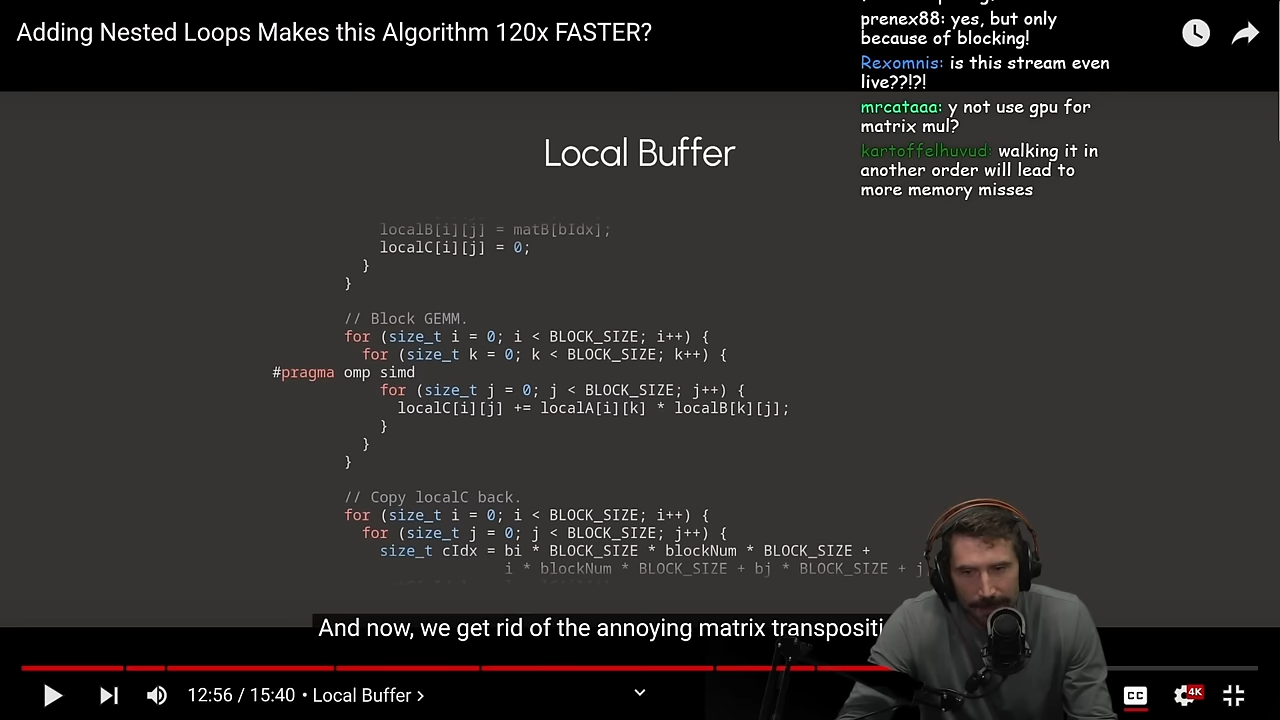 Adding Nested Loops Makes this Algorithm 120x FASTER?
prenex88: yes, but only
because of blocking!
Rexomnis: is this stream even
live??!?!
mrcataaa: y not use gpu for
matrix mul?
kartoffelhuvud: walking it in
another order will lead to
more memory misses
Local Buffer
localB[i][j] = matB[bIdx];
localC[i][j] = 0;
}
}
// Block GEMM.
for (size_t i = 0; i < BLOCK_SIZE; i++) {
for (size_t k = 0; k < BLOCK_SIZE; k++) {
#pragma omp simd
for (size_t j = 0; j < BLOCK_SIZE; j++) {
localC[i][j] += localA[i][k] * localB[k][j];
}
}
}
// Copy localC back.
for (size_t i = 0; i < BLOCK_SIZE; i++) {
for (size_t j = 0; j < BLOCK_SIZE; j++) {
size_t cIdx = bi * BLOCK_SIZE * blockNum * BLOCK_SIZE +
i * blockNum * BLOCK_SIZE + bj * BLOCK_SIZE + j
And now, we get rid of the annoying matrix
12:56 / 15:40 • Local Buffer >
CC
4K